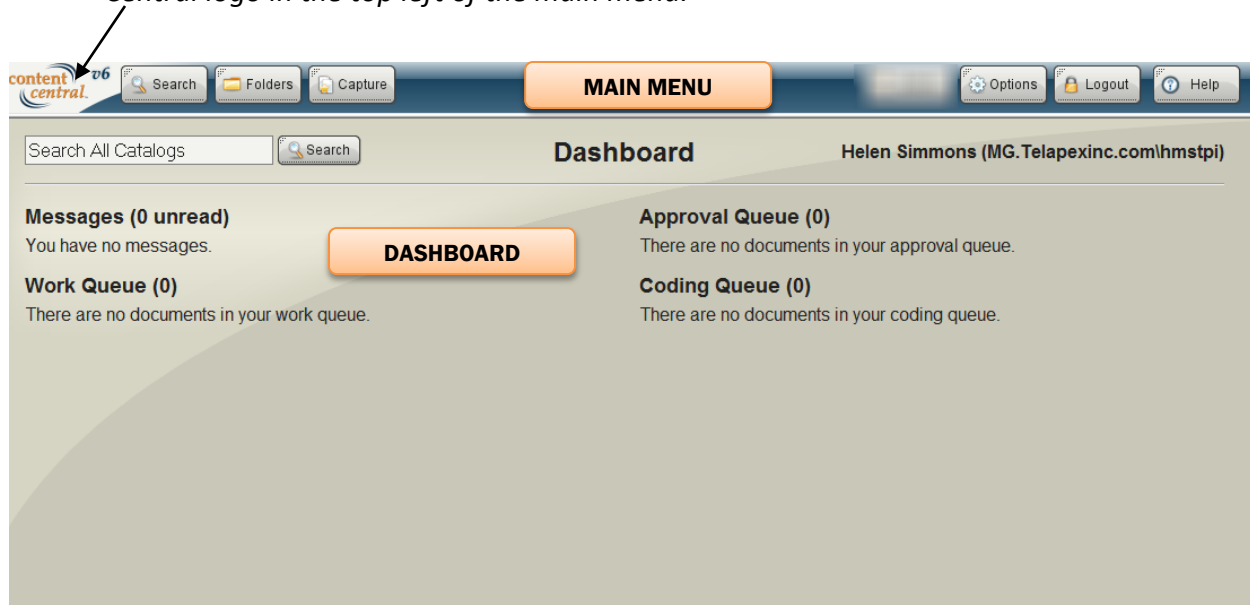 central logo in the top left of the main menu.
content central. v6 Search Folders Capture MAIN MENU Options Logout Help
Search All Catalogs Search Dashboard Helen Simmons (MG.Telapexinc.com\hmstpi)
Messages (0 unread) Approval Queue (0)
You have no messages. DASHBOARD There are no documents in your approval queue.
Work Queue (0) Coding Queue (0)
There are no documents in your work queue. There are no documents in your coding queue.